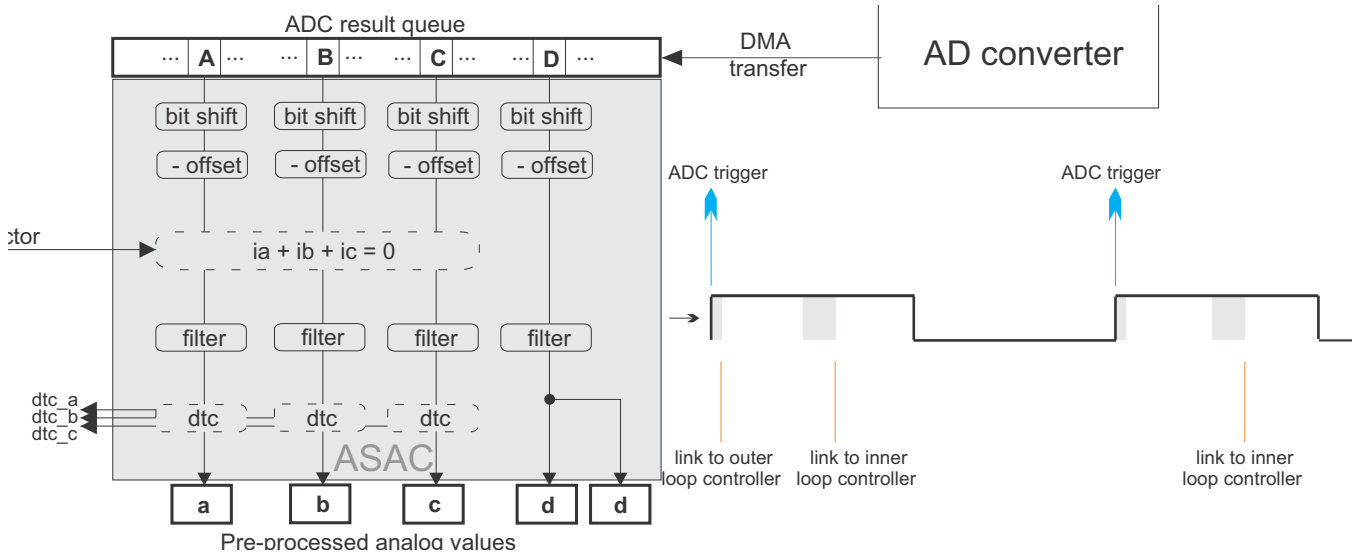 ADC result queue
... A ... ... B ... ... C ... ... D ...
DMA
transfer
AD converter
bit shift bit shift bit shift bit shift
- offset - offset - offset - offset
ADC trigger ADC trigger
ctor
ia + ib + ic = 0
filter filter filter filter
dtc_a
dtc_b
dtc_c
dtc dtc dtc
ASAC
link to outer
loop controller
link to inner
loop controller
link to inner
loop controller
a b c d d
Pre-processed analog values